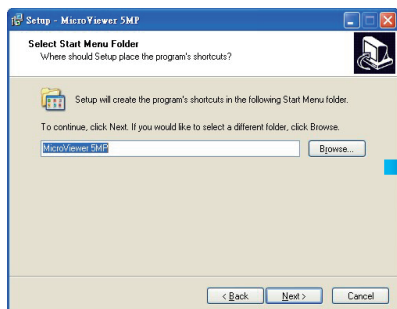 Setup - MicroViewer 5MP
Select Start Menu Folder
Where should Setup place the program's shortcuts?
Setup will create the program's shortcuts in the following Start Menu folder.
To continue, click Next. If you would like to select a different folder, click Browse.
MicroViewer 5MP
Browse...
< Back
Next >
Cancel